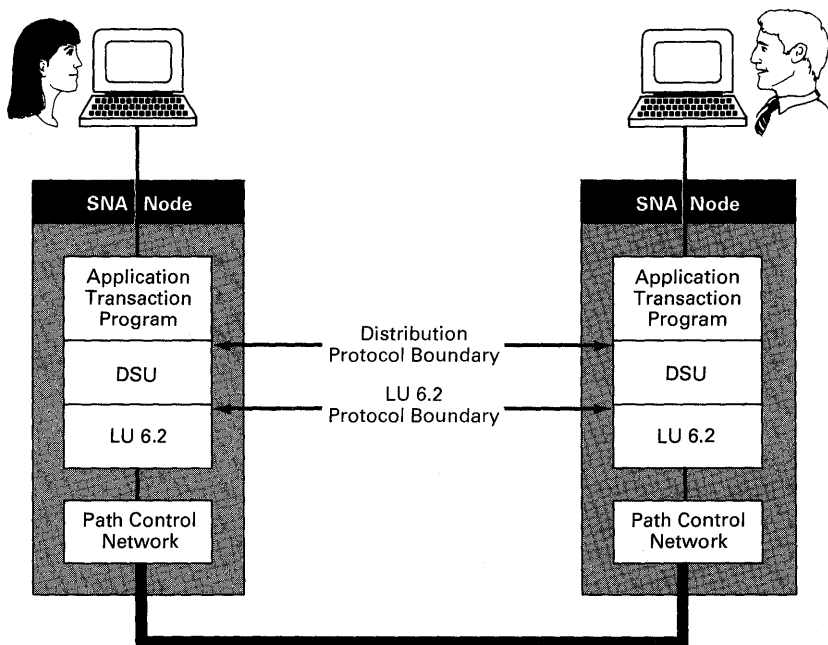 SNA Node
SNA Node
Application
Transaction
Program
DSU
LU 6.2
Path Control
Network
Distribution
Protocol Boundary
LU 6.2
Protocol Boundary
Application
Transaction
Program
DSU
LU 6.2
Path Control
Network